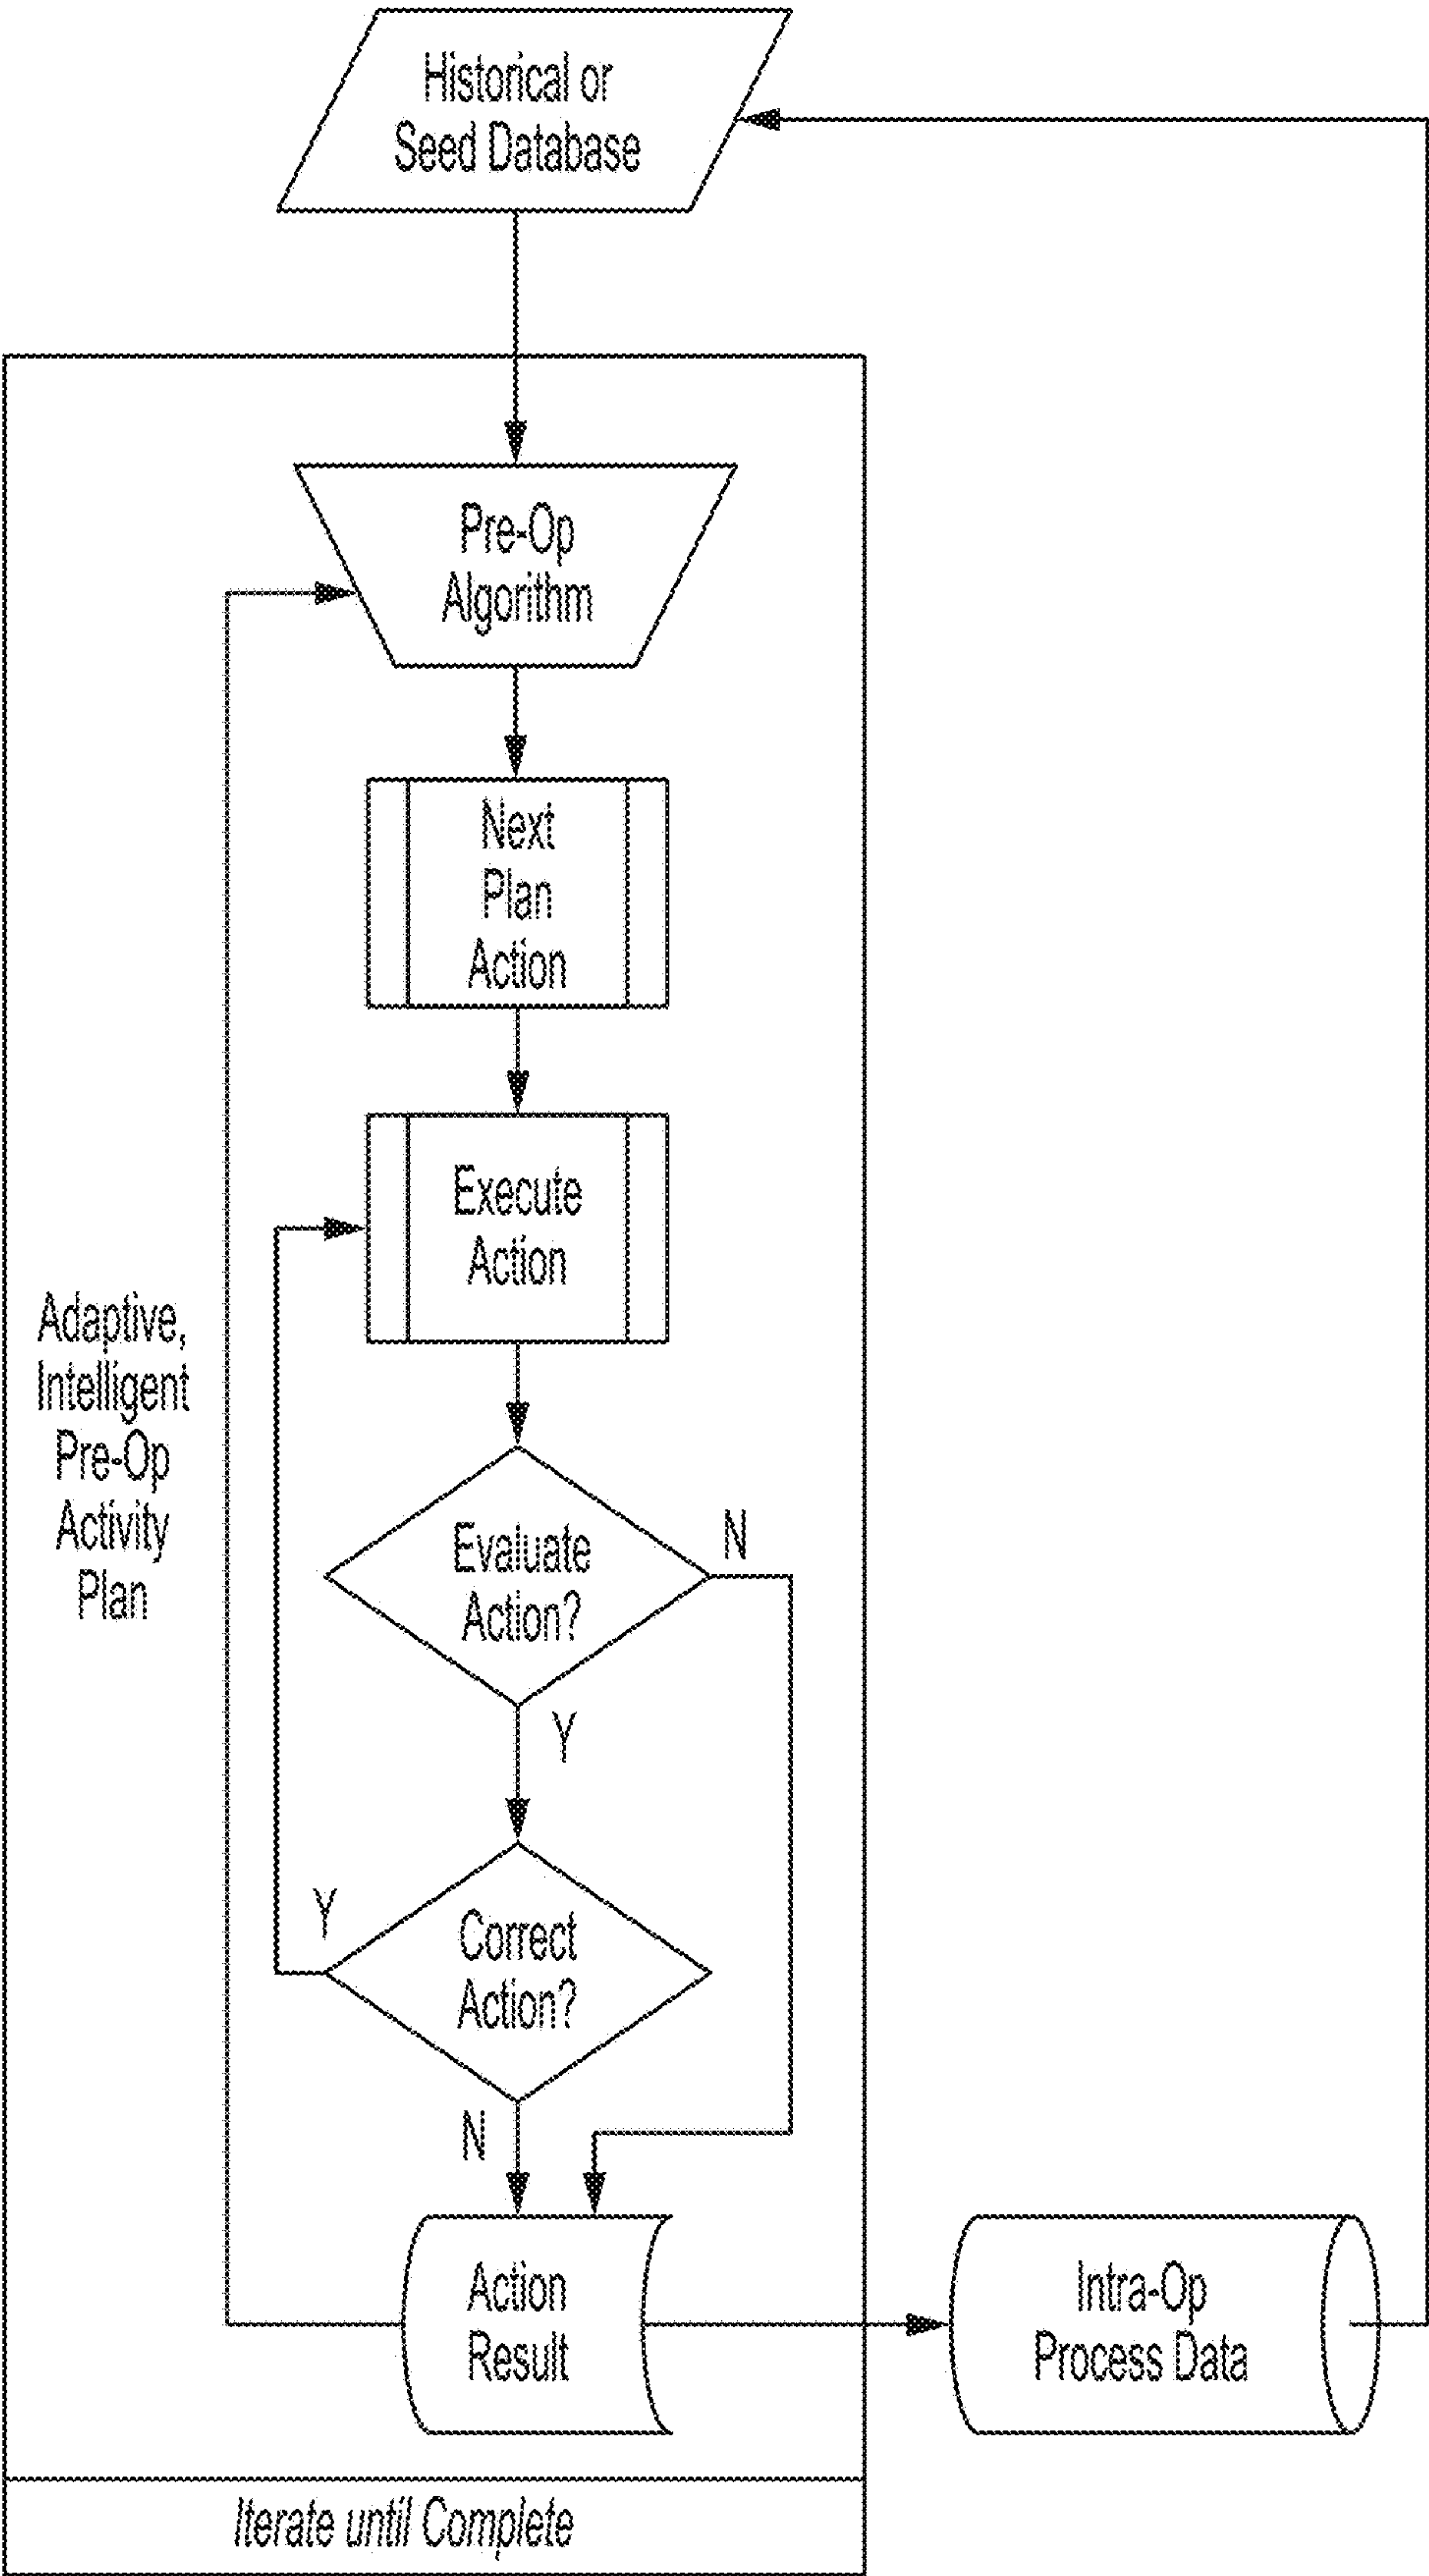 Historical or
Seed Database
Pre-Op
Algorithm
Next
Plan
Action
Execute
Action
Adaptive,
Intelligent
Pre-Op
Activity
Plan
Evaluate
Action?
N
Y
Correct
Action?
Y
N
Action
Result
Intra-Op
Process Data
Iterate until Complete